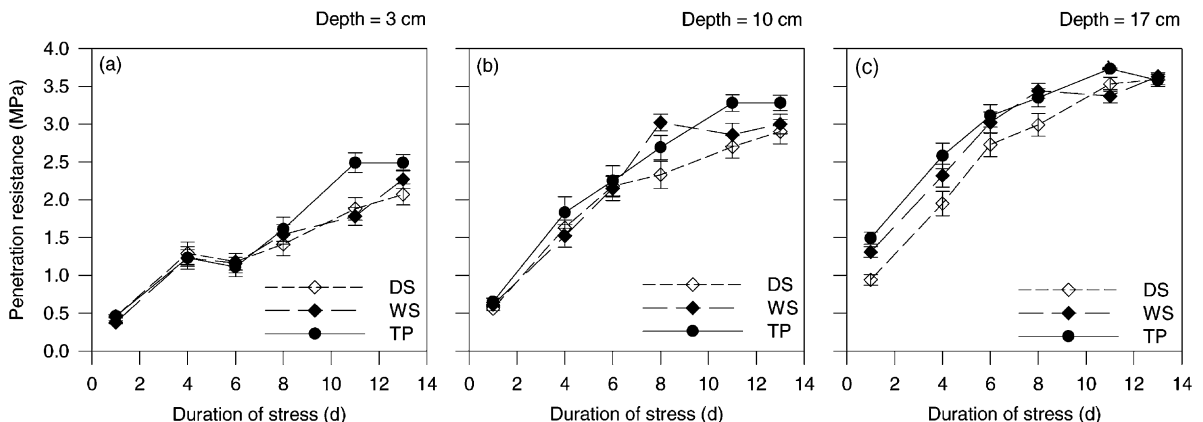 Depth = 3 cm
Depth = 10 cm
Depth = 17 cm
Penetration resistance (MPa)
4.0
3.5
3.0
2.5
2.0
1.5
1.0
0.5
0.0
(a)
DS
WS
TP
0 2 4 6 8 10 12 14
Duration of stress (d)
(b)
DS
WS
TP
0 2 4 6 8 10 12 14
Duration of stress (d)
(c)
DS
WS
TP
0 2 4 6 8 10 12 14
Duration of stress (d)